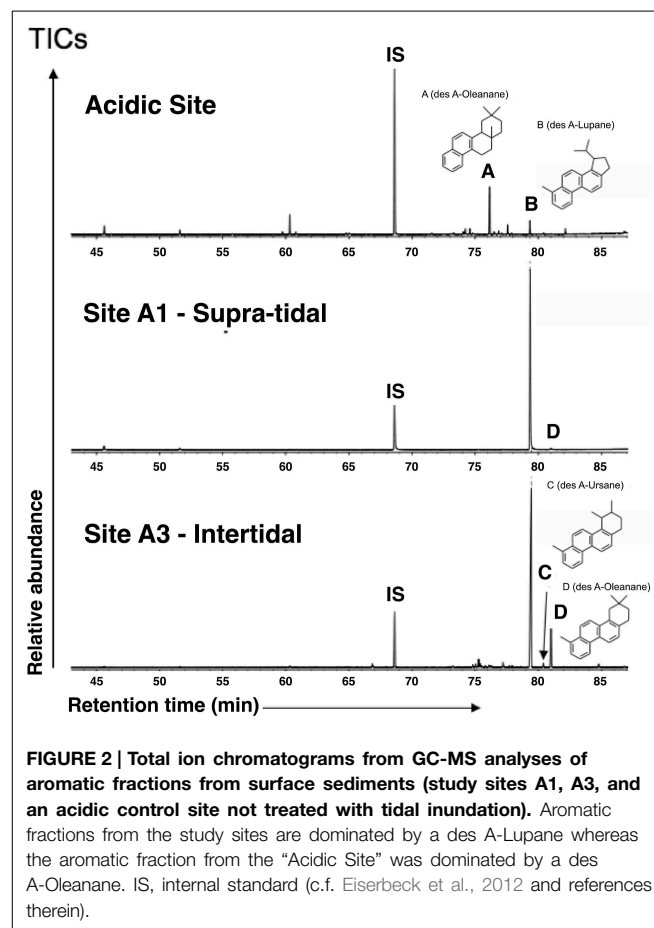 TICs
IS
Acidic Site
A (des A-Oleanane)
B (des A-Lupane)
A
B
45 50 55 60 65 70 75 80 85
Site A1 - Supra-tidal
IS
D
45 50 55 60 65 70 75 80 85
Site A3 - Intertidal
IS
C (des A-Ursane)
C
D (des A-Oleanane)
D
45 50 55 60 65 70 75 80 85
Relative abundance
Retention time (min)
FIGURE 2 | Total ion chromatograms from GC-MS analyses of
aromatic fractions from surface sediments (study sites A1, A3, and
an acidic control site not treated with tidal inundation). Aromatic
fractions from the study sites are dominated by a des A-Lupane whereas
the aromatic fraction from the “Acidic Site” was dominated by a des
A-Oleanane. IS, internal standard (c.f. Eiserbeck et al., 2012 and references
therein).